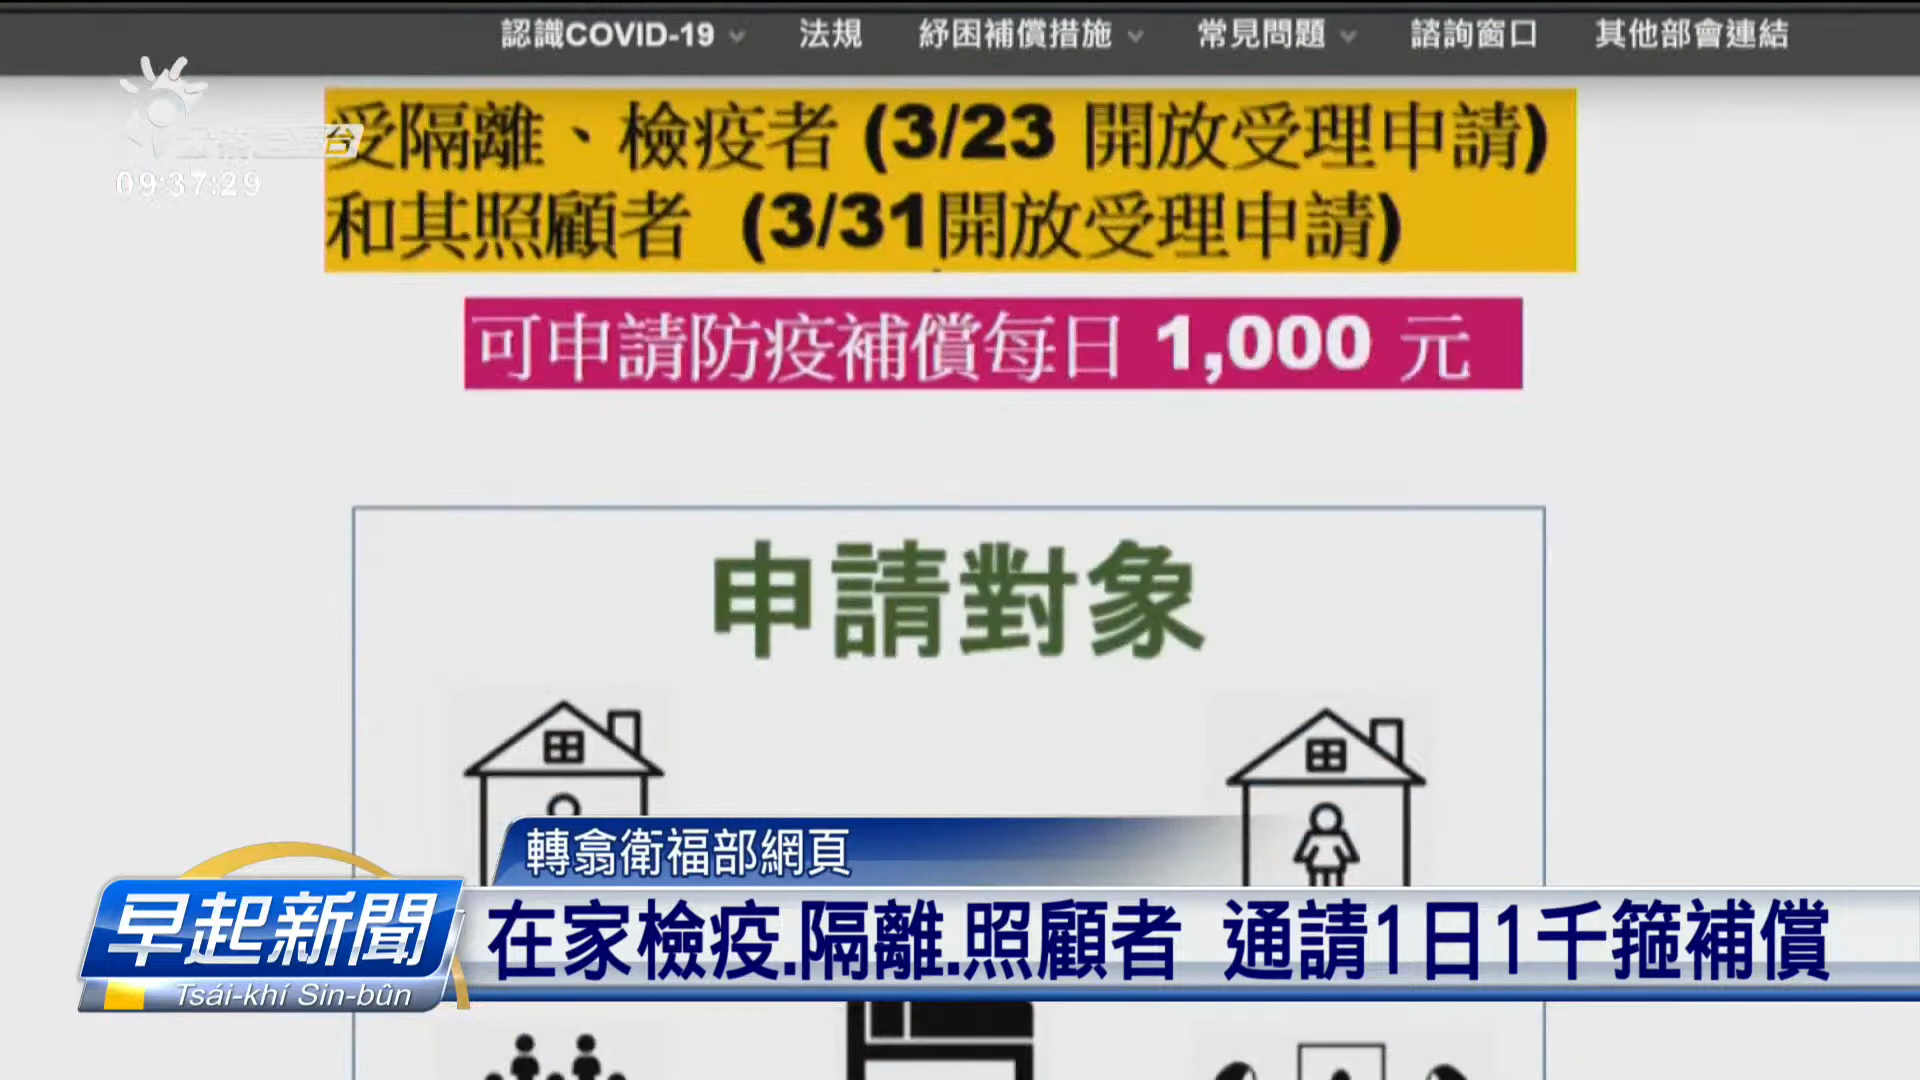 認識COVID-19 法規 紓困補償措施 常見問題 諮詢窗口 其他部會連結
台
09:37:29
受隔離、檢疫者 (3/23 開放受理申請)
和其照顧者 (3/31開放受理申請)
可申請防疫補償每日 1,000 元
申請對象
轉翕衛福部網頁
在家檢疫.隔離.照顧者 通請1日1千箍補償
早起新聞
Tsái-khí Sin-bûn